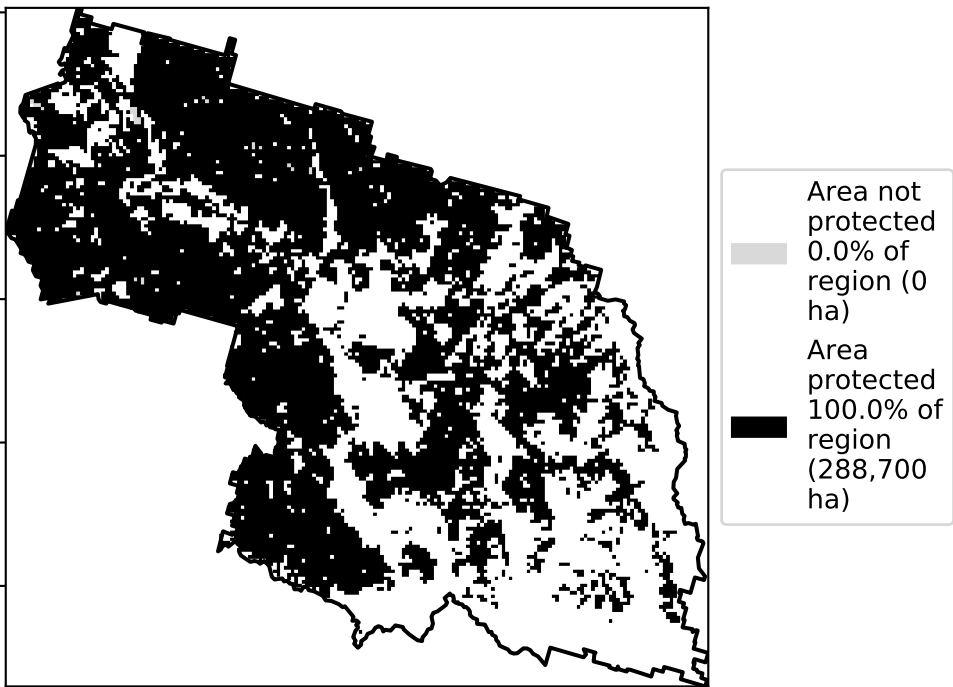 Area not
protected
0.0% of
region (0
ha)
Area
protected
100.0% of
region
(288,700
ha)